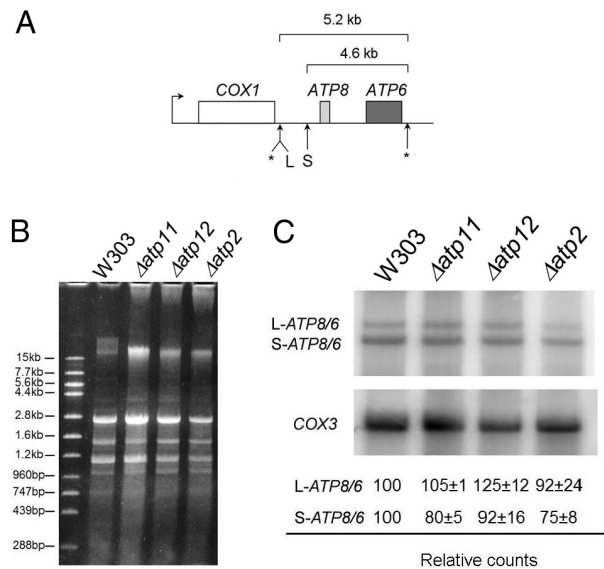 A
5.2 kb
4.6 kb
COX1 ATP8 ATP6
* L S *
B
W303 Δatp11 Δatp12 Δatp2
15kb
7.7kb
5.6kb
4.4kb
2.8kb
1.6kb
1.2kb
960bp
747bp
439bp
288bp
C
W303 Δatp11 Δatp12 Δatp2
L-ATP8/6
S-ATP8/6
COX3
L-ATP8/6 100 105±1 125±12 92±24
S-ATP8/6 100 80±5 92±16 75±8
Relative counts